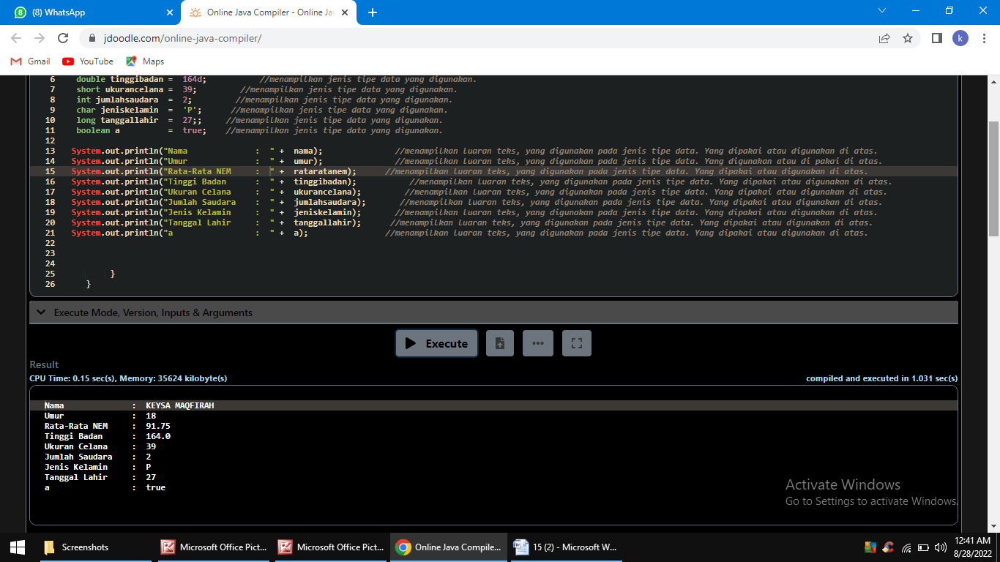 (8) WhatsApp
Online Java Compiler - Online Jav
jdoodle.com/online-java-compiler/
k
Gmail
YouTube
Maps
6 double tinggibadan = 164d; //menampilkan jenis tipe data yang digunakan.
7 short ukurancelana = 39; //menampilkan jenis tipe data yang digunakan.
8 int jumlahsaudara = 2; //menampilkan jenis tipe data yang digunakan.
9 char jeniskelamin = 'P'; //menampilkan jenis tipe data yang digunakan.
10 long tanggallahir = 27;; //menampilkan jenis tipe data yang digunakan.
11 boolean a = true; //menampilkan jenis tipe data yang digunakan.
12
13 System.out.println("Nama : " + nama); //menampilkan luaran teks, yang digunakan pada jenis tipe data. Yang dipakai atau digunakan di atas.
14 System.out.println("Umur : " + umur); //menampilkan luaran teks, yang digunakan pada jenis tipe data. Yang digunakan atau di pakai di atas.
15 System.out.println("Rata-Rata NEM : " + rataratanem); //menampilkan luaran teks, yang digunakan pada jenis tipe data. Yang dipakai atau digunakan di atas.
16 System.out.println("Tinggi Badan : " + tinggibadan); //menampilkan luaran teks, yang digunakan pada jenis tipe data. Yang dipakai atau digunakan di atas.
17 System.out.println("Ukuran Celana : " + ukurancelana); //menampilkan luaran teks, yang digunakan pada jenis tipe data. Yang dipakai atau digunakan di atas.
18 System.out.println("Jumlah Saudara : " + jumlahsaudara); //menampilkan luaran teks, yang digunakan pada jenis tipe data. Yang dipakai atau digunakan di atas.
19 System.out.println("Jenis Kelamin : " + jeniskelamin); //menampilkan luaran teks, yang digunakan pada jenis tipe data. Yang dipakai atau digunakan di atas.
20 System.out.println("Tanggal Lahir : " + tanggallahir); //menampilkan luaran teks, yang digunakan pada jenis tipe data. Yang dipakai atau digunakan di atas.
21 System.out.println("a : " + a); //menampilkan luaran teks, yang digunakan pada jenis tipe data. Yang dipakai atau digunakan di atas.
22
23
24
25 }
26 }
Execute Mode, Version, Inputs & Arguments
Execute
Result
CPU Time: 0.15 sec(s), Memory: 35624 kilobyte(s)
compiled and executed in 1.031 sec(s)
Nama : KEYSA MAQFIRAH
Umur : 18
Rata-Rata NEM : 91.75
Tinggi Badan : 164.0
Ukuran Celana : 39
Jumlah Saudara : 2
Jenis Kelamin : P
Tanggal Lahir : 27
a : true
Activate Windows
Go to Settings to activate Windows.
Screenshots
Microsoft Office Pict...
Microsoft Office Pict...
Online Java Compile...
15 (2) - Microsoft W...
12:41 AM
8/28/2022